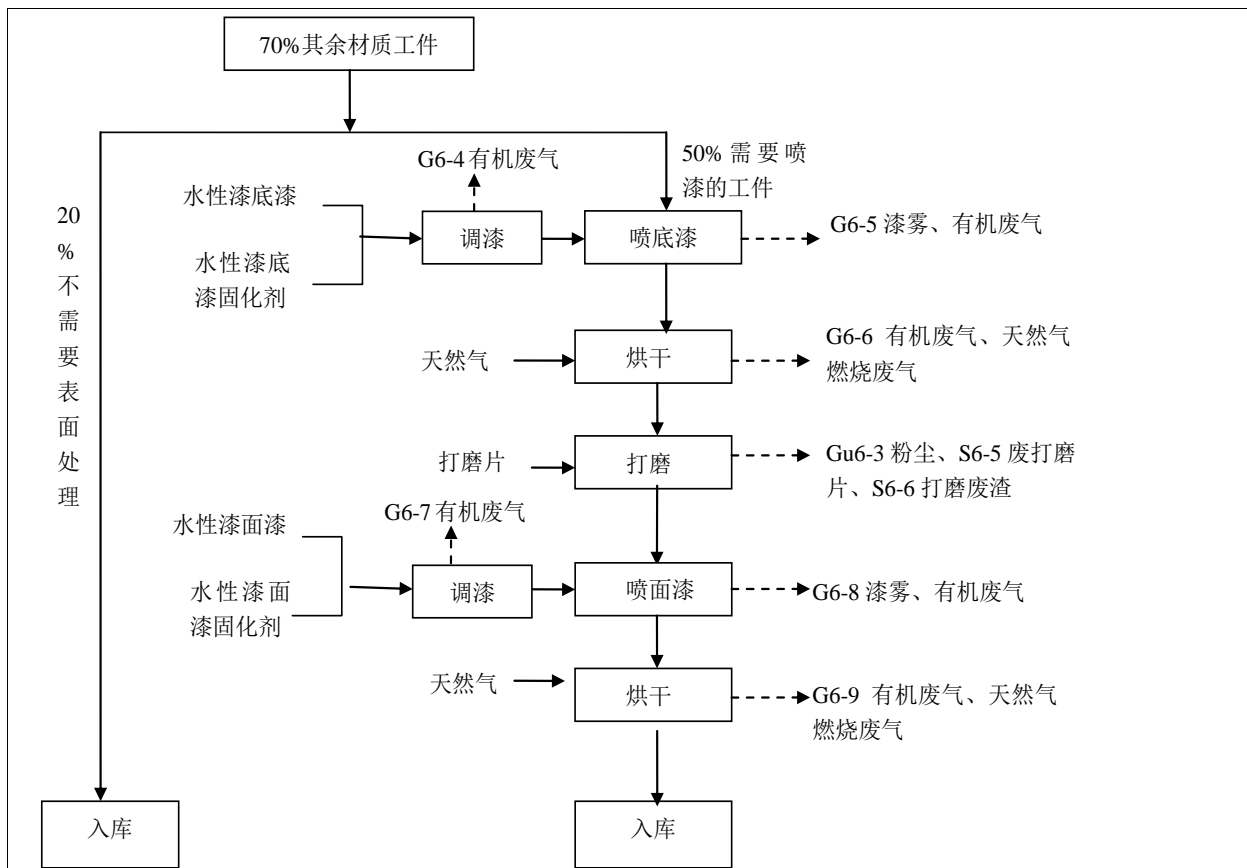 70%其余材质工件
50%需要喷
漆的工件
G6-4有机废气
水性漆底漆
水性漆底
漆固化剂
调漆
喷底漆
G6-5 漆雾、有机废气
20
%
不
需
要
表
面
处
理
天然气
烘干
G6-6 有机废气、天然气
燃烧废气
打磨片
打磨
Gu6-3 粉尘、S6-5 废打磨
片、S6-6 打磨废渣
G6-7有机废气
水性漆面漆
水性漆面
漆固化剂
调漆
喷面漆
G6-8 漆雾、有机废气
天然气
烘干
G6-9 有机废气、天然气
燃烧废气
入库
入库